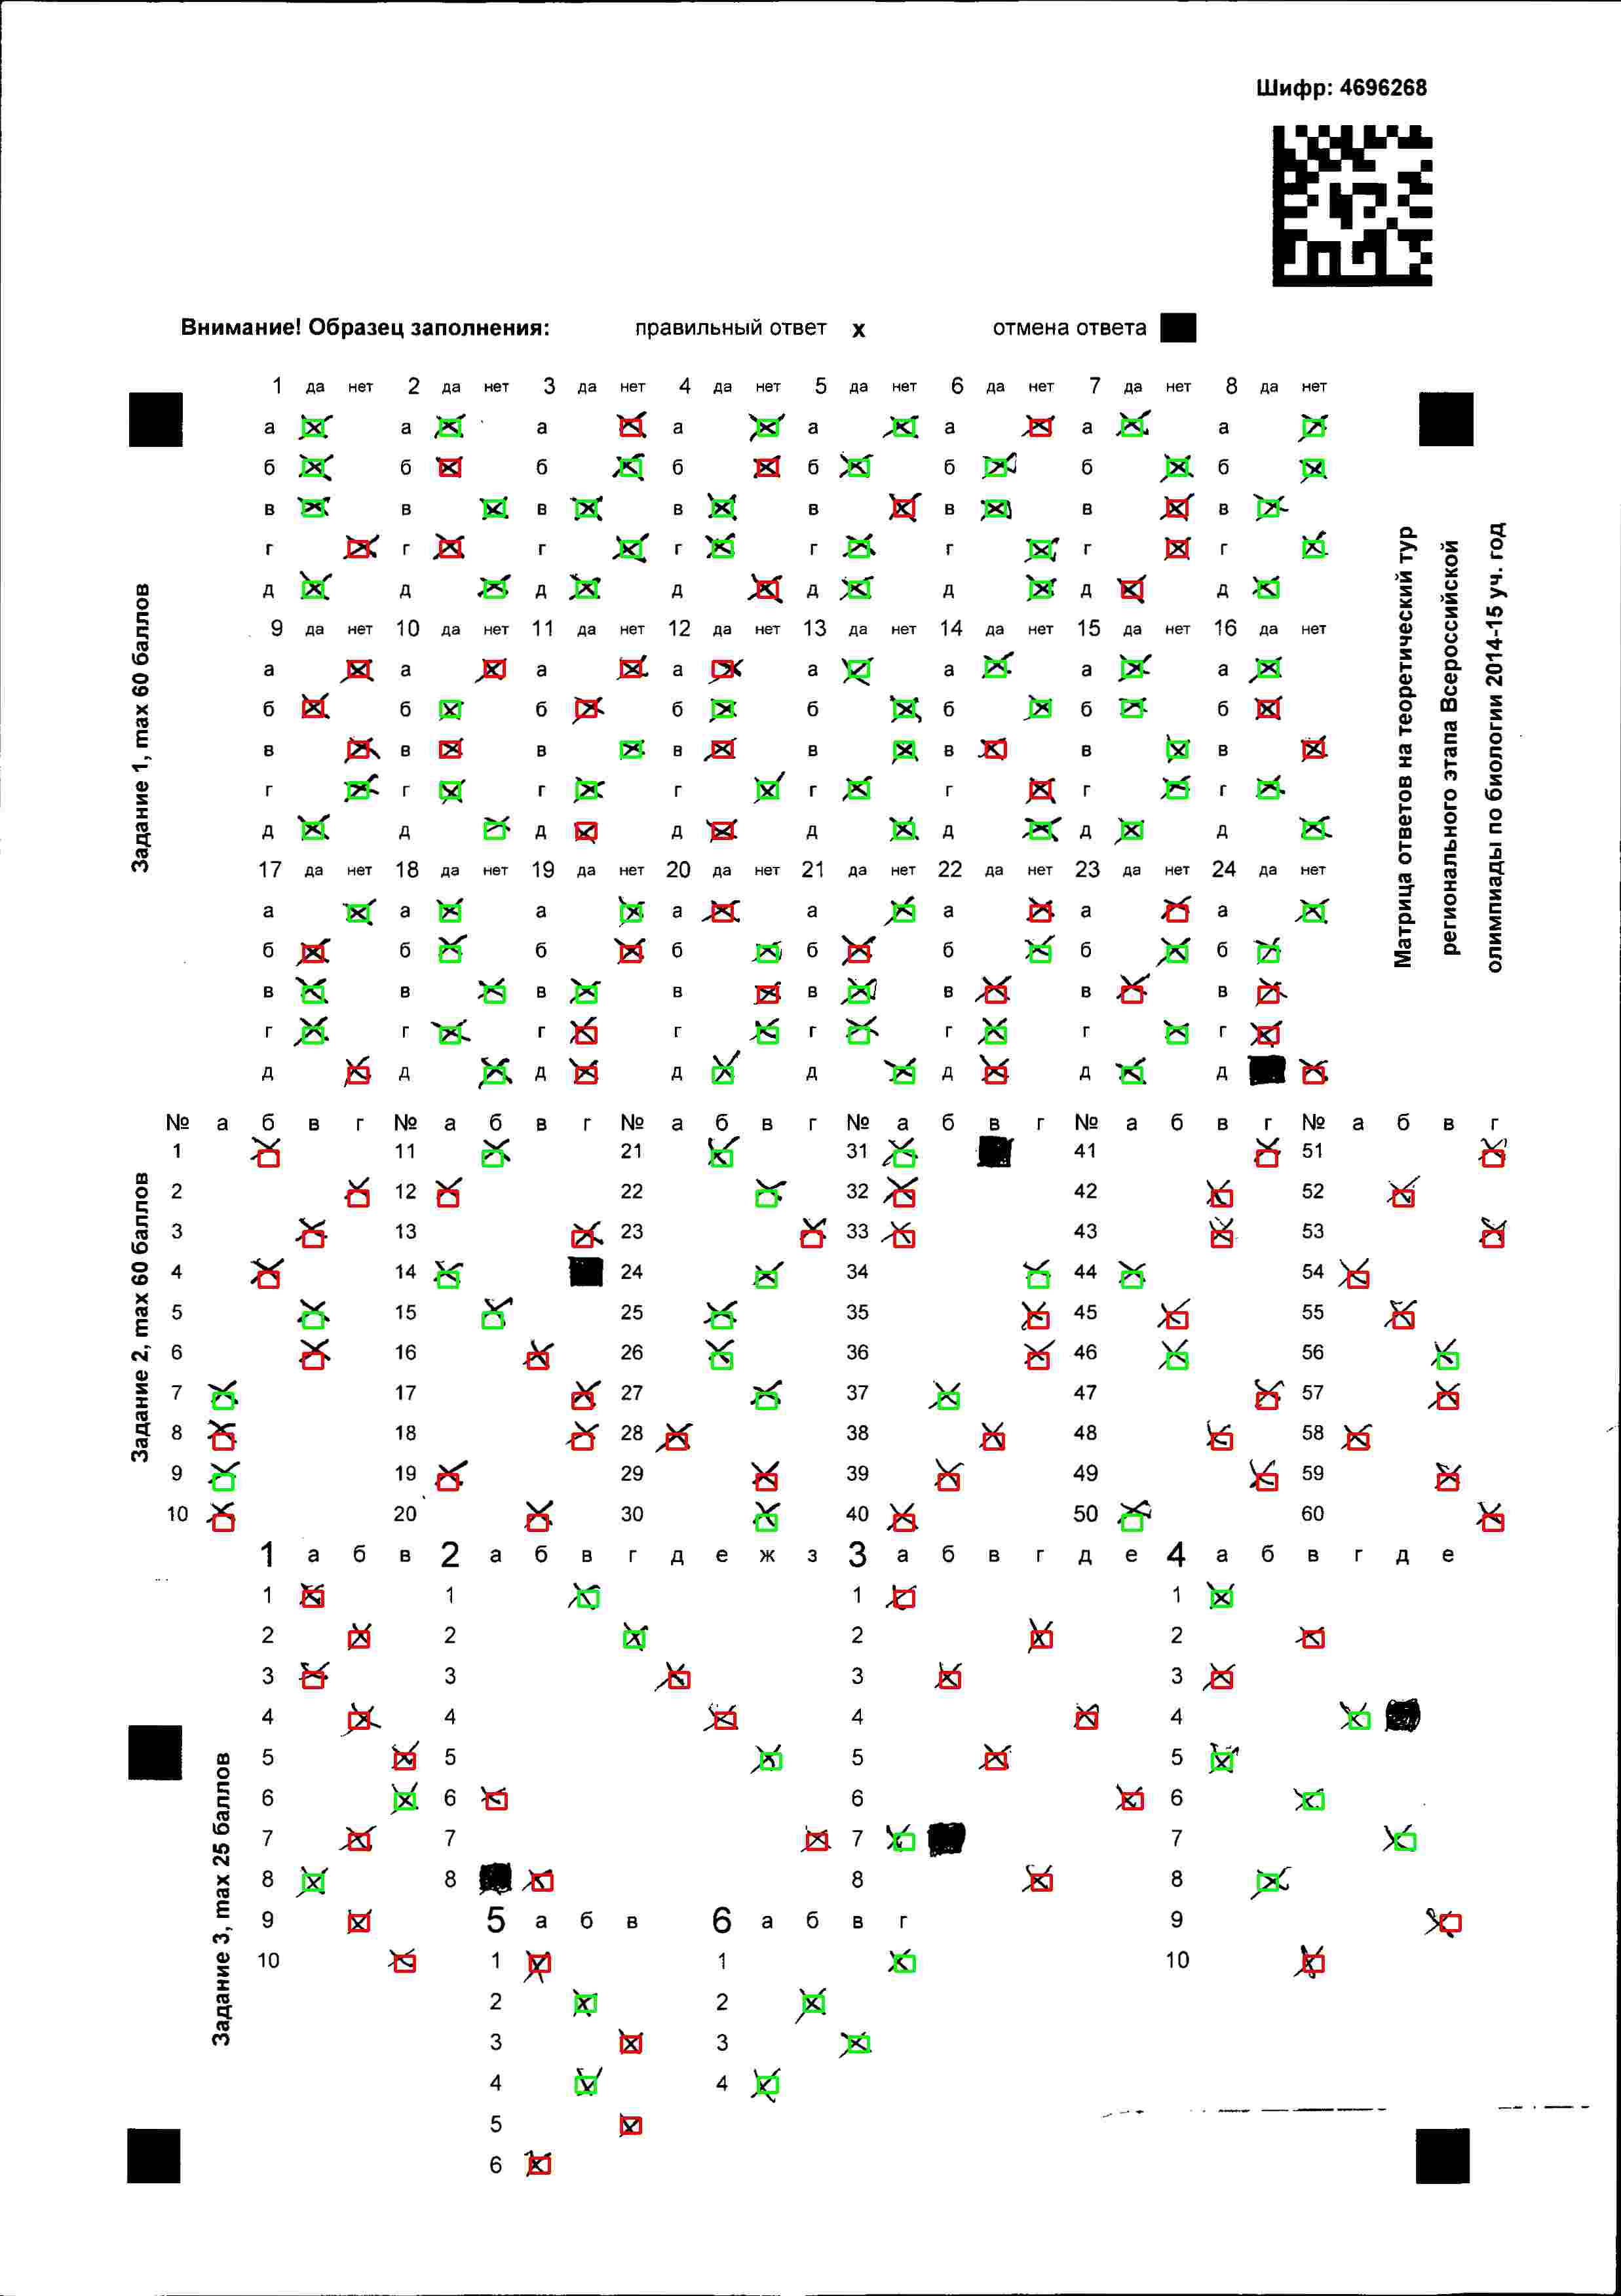 Шифр: 4696268
Внимание! Образец заполнения: правильный ответ x отмена ответа
Матрица ответов на теоретический тур
регионального этапа Всероссийской
олимпиады по биологии 2014-15 уч. год
Задание 1, max 60 баллов
1 да нет 2 да нет 3 да нет 4 да нет 5 да нет 6 да нет 7 да нет 8 да нет
а а а а а а а а
б б б б б б б б
в в в в в в в в
г г г г г г г г
д д д д д д д д
9 да нет 10 да нет 11 да нет 12 да нет 13 да нет 14 да нет 15 да нет 16 да нет
а а а а а а а а
б б б б б б б б
в в в в в в в в
г г г г г г г г
д д д д д д д д
17 да нет 18 да нет 19 да нет 20 да нет 21 да нет 22 да нет 23 да нет 24 да нет
а а а а а а а а
б б б б б б б б
в в в в в в в в
г г г г г г г г
д д д д д д д д
Задание 2, max 60 баллов
№ а б в г № а б в г № а б в г № а б в г № а б в г № а б в г
1 11 21 31 41 51
2 12 22 32 42 52
3 13 23 33 43 53
4 14 24 34 44 54
5 15 25 35 45 55
6 16 26 36 46 56
7 17 27 37 47 57
8 18 28 38 48 58
9 19 29 39 49 59
10 20 30 40 50 60
Задание 3, max 25 баллов
1 а б в 2 а б в г д е ж з 3 а б в г д е 4 а б в г д е
1 1 1 1
2 2 2 2
3 3 3 3
4 4 4 4
5 5 5 5
6 6 6 6
7 7 7 7
8 8 8 8
9 5 а б в 6 а б в г 9
10 1 1 10
2 2
3 3
4 4
5
6